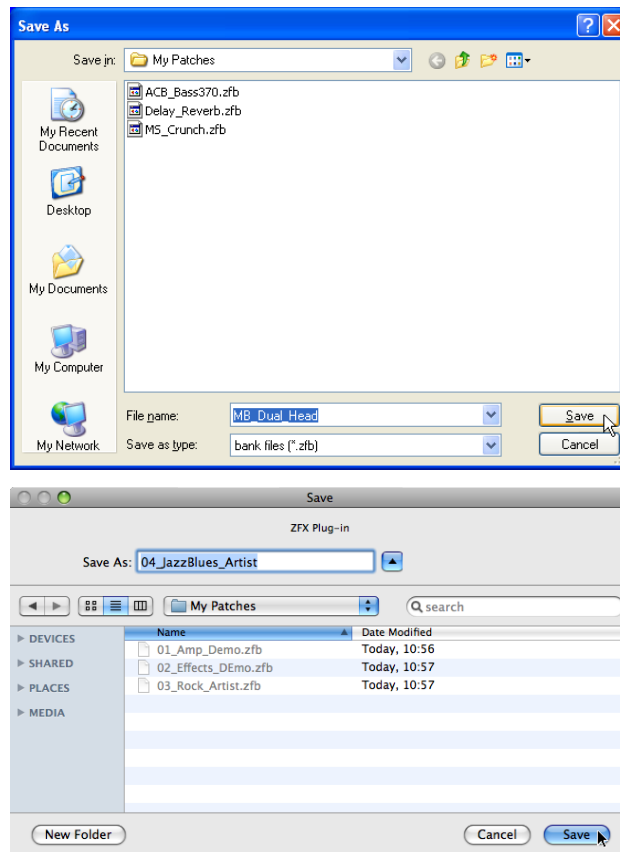 Save As
Save in: My Patches
ACB_Bass370.zfb
Delay_Reverb.zfb
MS_Crunch.zfb
My Recent
Documents
Desktop
My Documents
My Computer
My Network
File name: MB_Dual_Head Save
Save as type: bank files (*.zfb) Cancel
Save
ZFX Plug-in
Save As: 04_JazzBlues_Artist
My Patches search
DEVICES
SHARED
PLACES
MEDIA
Name Date Modified
01_Amp_Demo.zfb Today, 10:56
02_Effects_DEmo.zfb Today, 10:57
03_Rock_Artist.zfb Today, 10:57
New Folder Cancel Save